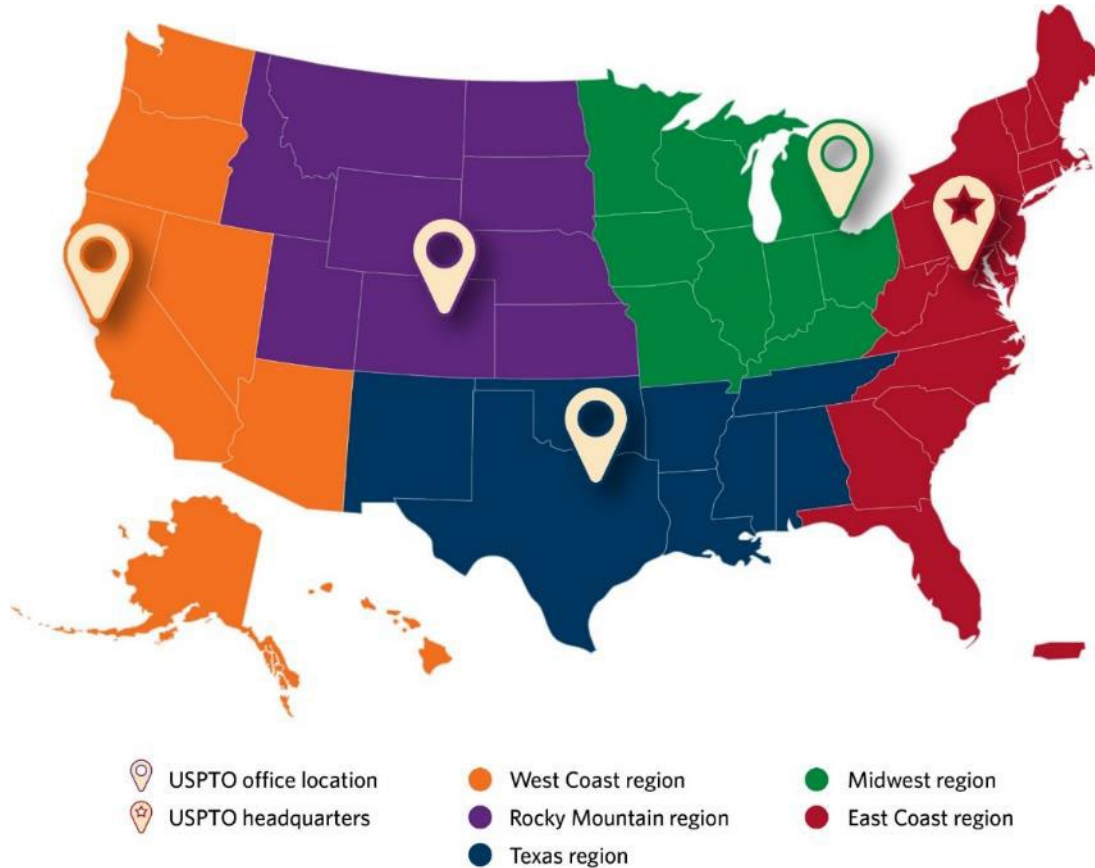 USPTO office location
USPTO headquarters
West Coast region
Rocky Mountain region
Texas region
Midwest region
East Coast region